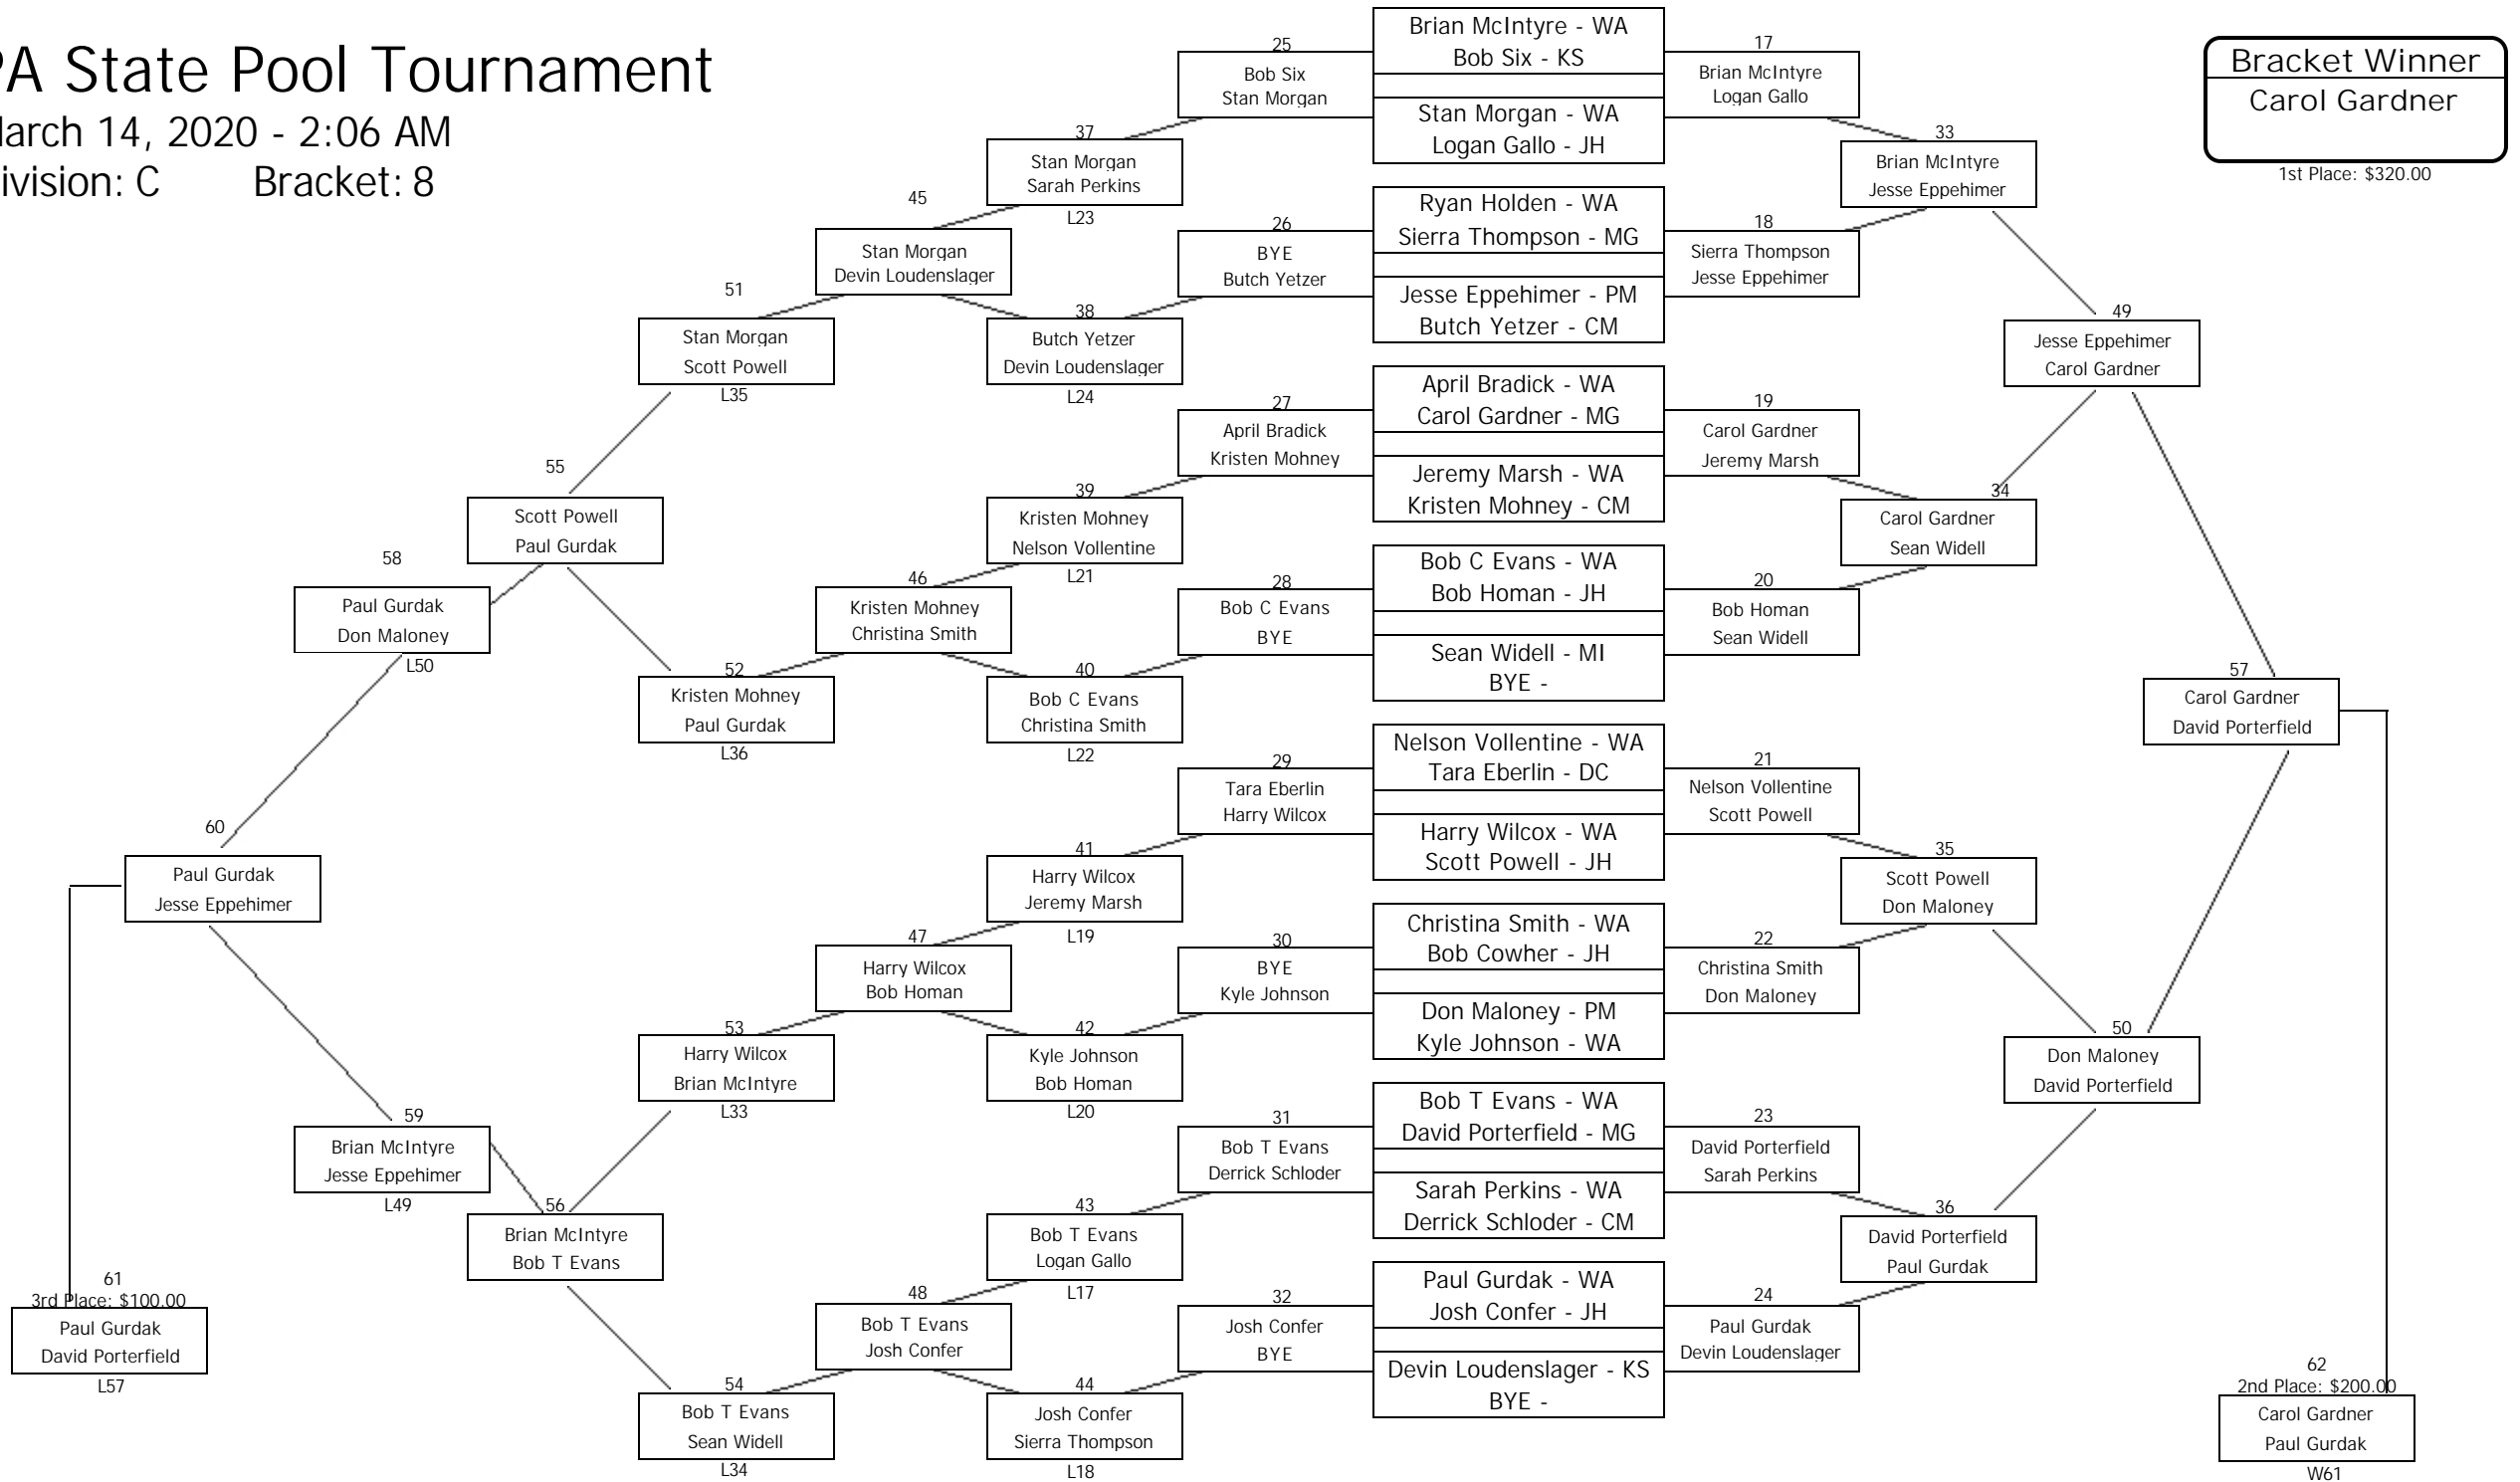 PA State Pool Tournament
March 14, 2020 - 2:06 AM
Division: C Bracket: 8
Bracket Winner
Carol Gardner
1st Place: $320.00
Brian McIntyre - WA
Bob Six - KS
Stan Morgan - WA
Logan Gallo - JH
Ryan Holden - WA
Sierra Thompson - MG
Jesse Eppehimer - PM
Butch Yetzer - CM
April Bradick - WA
Carol Gardner - MG
Jeremy Marsh - WA
Kristen Mohney - CM
Bob C Evans - WA
Bob Homan - JH
Sean Widell - MI
BYE -
Nelson Vollentine - WA
Tara Eberlin - DC
Harry Wilcox - WA
Scott Powell - JH
Christina Smith - WA
Bob Cowher - JH
Don Maloney - PM
Kyle Johnson - WA
Bob T Evans - WA
David Porterfield - MG
Sarah Perkins - WA
Derrick Schloder - CM
Paul Gurdak - WA
Josh Confer - JH
Devin Loudenslager - KS
BYE -
17
Brian McIntyre
Logan Gallo
18
Sierra Thompson
Jesse Eppehimer
19
Carol Gardner
Jeremy Marsh
20
Bob Homan
Sean Widell
21
Nelson Vollentine
Scott Powell
22
Christina Smith
Don Maloney
23
David Porterfield
Sarah Perkins
24
Paul Gurdak
Devin Loudenslager
25
Bob Six
Stan Morgan
26
BYE
Butch Yetzer
27
April Bradick
Kristen Mohney
28
Bob C Evans
BYE
29
Tara Eberlin
Harry Wilcox
30
BYE
Kyle Johnson
31
Bob T Evans
Derrick Schloder
32
Josh Confer
BYE
33
Brian McIntyre
Jesse Eppehimer
34
Carol Gardner
Sean Widell
35
Scott Powell
Don Maloney
36
David Porterfield
Paul Gurdak
37
Stan Morgan
Sarah Perkins
L23
38
Butch Yetzer
Devin Loudenslager
L24
39
Kristen Mohney
Nelson Vollentine
L21
40
Bob C Evans
Christina Smith
L22
41
Harry Wilcox
Jeremy Marsh
L19
42
Kyle Johnson
Bob Homan
L20
43
Bob T Evans
Logan Gallo
L17
44
Josh Confer
Sierra Thompson
L18
45
Stan Morgan
Devin Loudenslager
46
Kristen Mohney
Christina Smith
47
Harry Wilcox
Bob Homan
48
Bob T Evans
Josh Confer
49
Jesse Eppehimer
Carol Gardner
50
Don Maloney
David Porterfield
51
Stan Morgan
Scott Powell
L35
52
Kristen Mohney
Paul Gurdak
L36
53
Harry Wilcox
Brian McIntyre
L33
54
Bob T Evans
Sean Widell
L34
55
Scott Powell
Paul Gurdak
56
Brian McIntyre
Bob T Evans
57
Carol Gardner
David Porterfield
58
Paul Gurdak
Don Maloney
L50
59
Brian McIntyre
Jesse Eppehimer
L49
60
Paul Gurdak
Jesse Eppehimer
61
3rd Place: $100.00
Paul Gurdak
David Porterfield
L57
62
2nd Place: $200.00
Carol Gardner
Paul Gurdak
W61